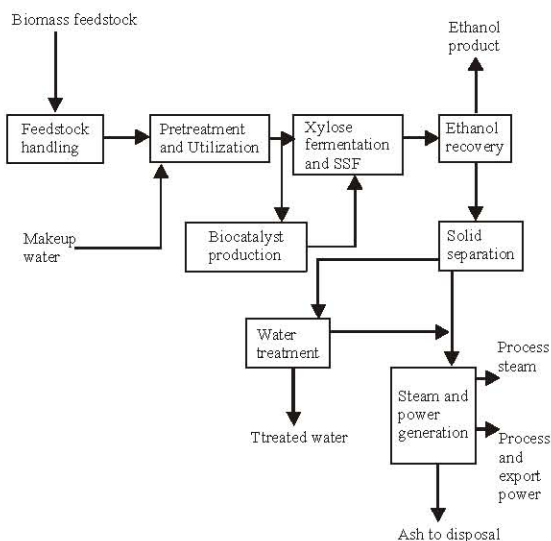 Biomass feedstock
Ethanol
product
Feedstock
handling
Pretreatment
and Utilization
Xylose
fermentation
and SSF
Ethanol
recovery
Makeup
water
Biocatalyst
production
Solid
separation
Water
treatment
Process
steam
Steam and
power
generation
Ttreated water
Process
and
export
power
Ash to disposal